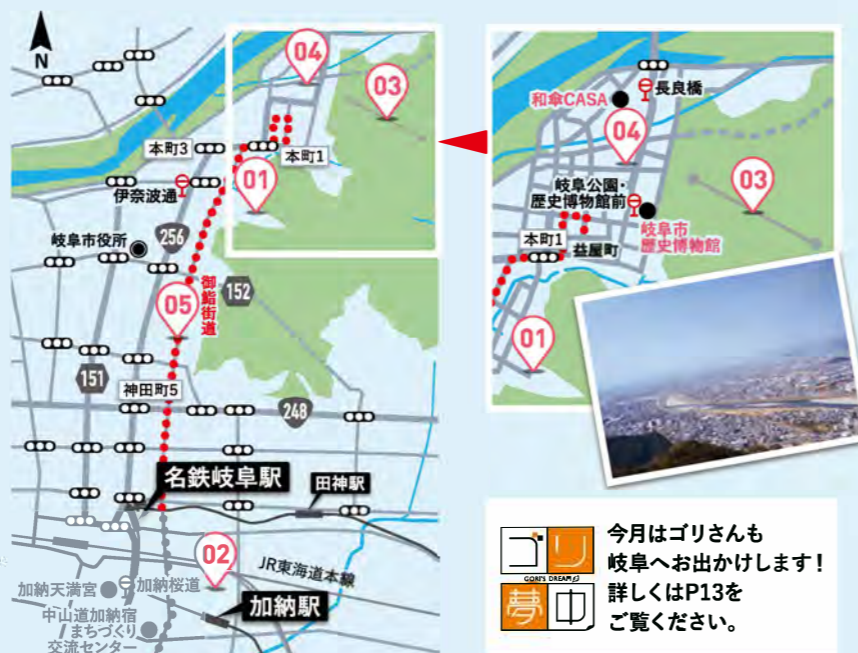 N
04
03
本町3
本町1
01
伊奈波通
岐阜市役所
256
御鮨街道
152
05
151
神田町5
248
名鉄岐阜駅
田神駅
02
JR東海道本線
加納天満宮
加納桜道
加納駅
中山道加納宿
まちづくり
交流センター
和傘CASA
長良橋
04
03
岐阜公園・
歴史博物館前
岐阜市
歴史博物館
本町1
益屋町
01
ゴリ
GORI'S DREAM
夢中
今月はゴリさんも
岐阜へお出かけします!
詳しくはP13を
ご覧ください。